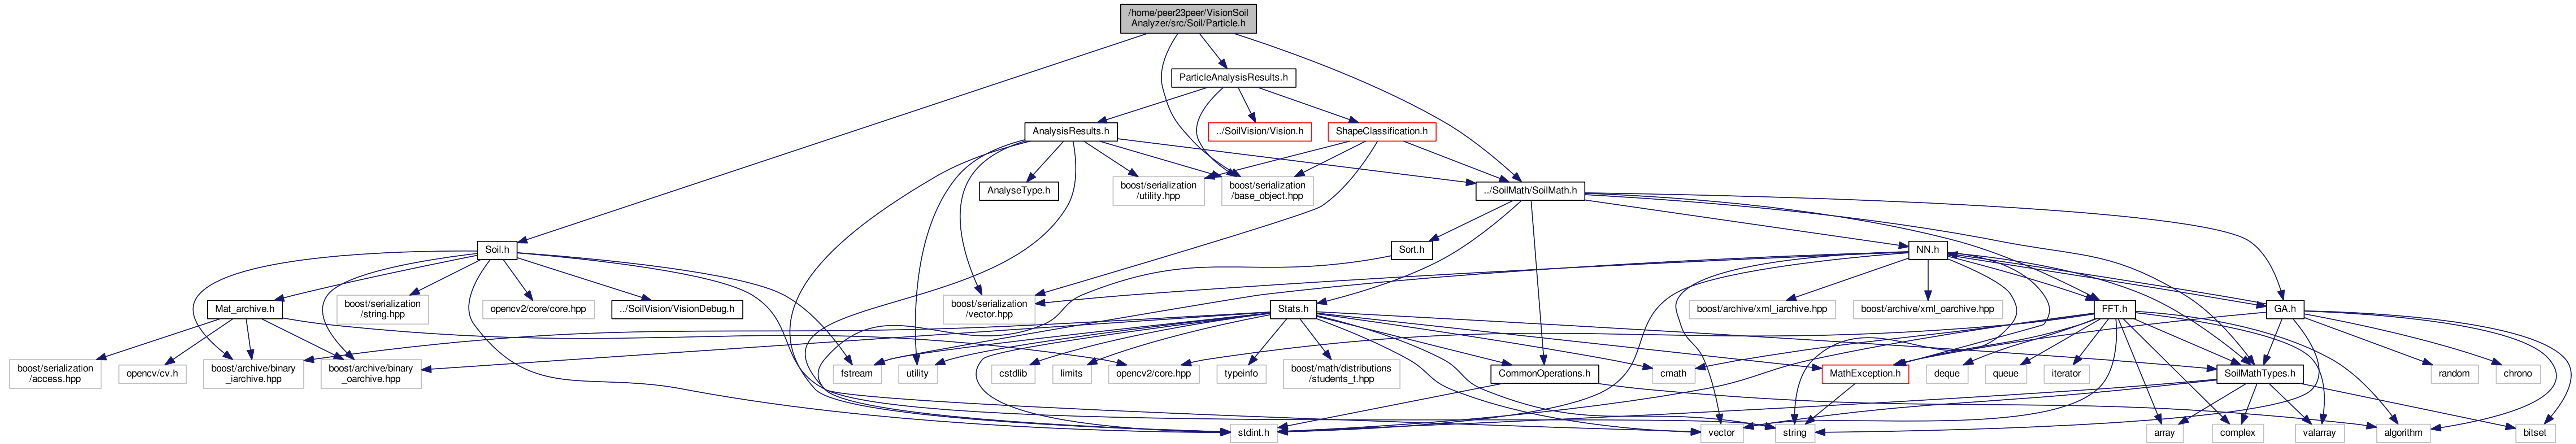 /home/peer23peer/VisionSoil
Analyzer/src/Soil/Particle.h
ParticleAnalysisResults.h
AnalysisResults.h
../SoilVision/Vision.h
ShapeClassification.h
AnalyseType.h
boost/serialization
/utility.hpp
boost/serialization
/base_object.hpp
../SoilMath/SoilMath.h
Soil.h
Sort.h
NN.h
Mat_archive.h
boost/serialization
/string.hpp
opencv2/core/core.hpp
../SoilVision/VisionDebug.h
boost/serialization
/vector.hpp
Stats.h
boost/archive/xml_iarchive.hpp
boost/archive/xml_oarchive.hpp
FFT.h
GA.h
boost/serialization
/access.hpp
opencv/cv.h
boost/archive/binary
_iarchive.hpp
boost/archive/binary
_oarchive.hpp
fstream
utility
cstdlib
limits
opencv2/core.hpp
typeinfo
boost/math/distributions
/students_t.hpp
CommonOperations.h
cmath
MathException.h
deque
queue
iterator
SoilMathTypes.h
random
chrono
stdint.h
vector
string
array
complex
valarray
algorithm
bitset